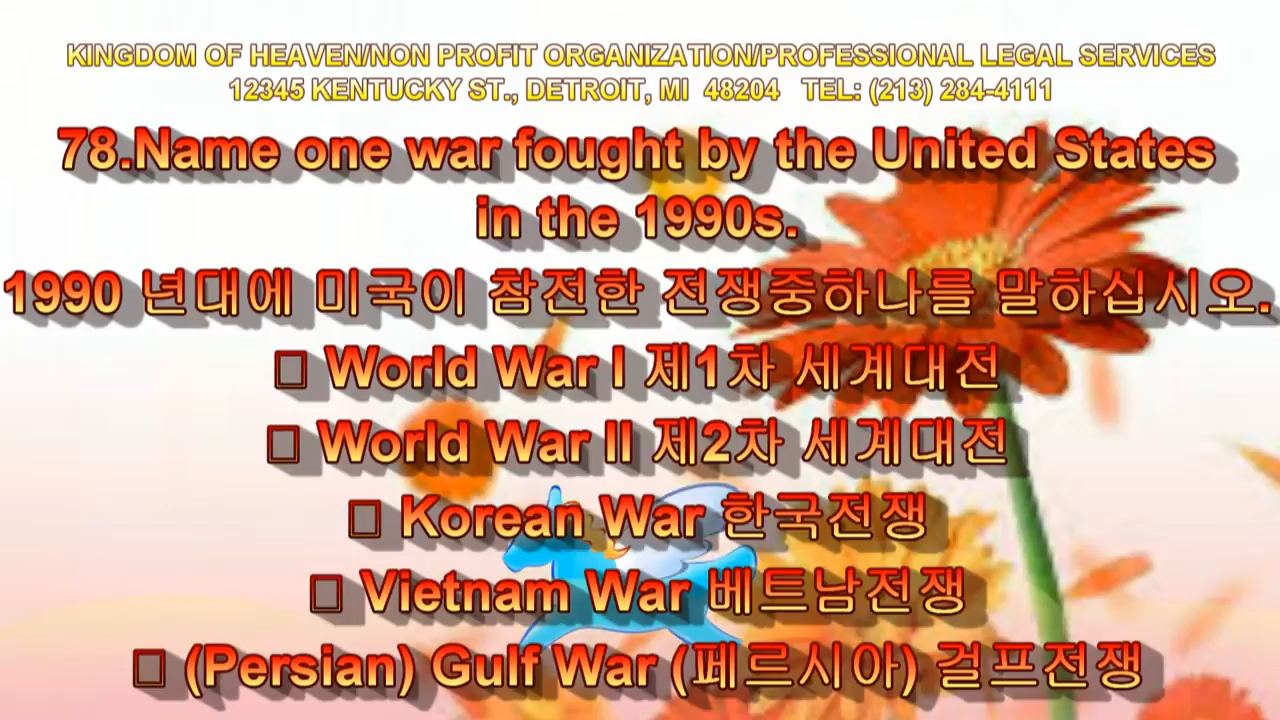 KINGDOM OF HEAVEN/NON PROFIT ORGANIZATION/PROFESSIONAL LEGAL SERVICES
12345 KENTUCKY ST., DETROIT, MI 48204 TEL: (213) 284-4111
78.Name one war fought by the United States
in the 1990s.
1990 년대에 미국이 참전한 전쟁중하나를 말하십시오.
□ World War I 제1차 세계대전
□ World War II 제2차 세계대전
□ Korean War 한국전쟁
□ Vietnam War 베트남전쟁
□ (Persian) Gulf War (페르시아) 걸프전쟁